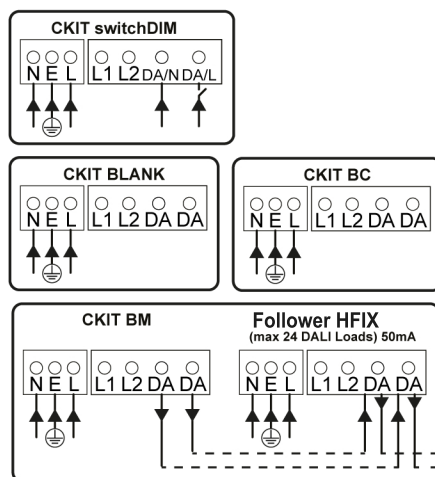 CKIT switchDIM
N E L L1 L2 DA/N DA/L
CKIT BLANK
N E L L1 L2 DA DA
CKIT BC
N E L L1 L2 DA DA
CKIT BM
N E L L1 L2 DA DA
Follower HFIX
(max 24 DALI Loads) 50mA
N E L L1 L2 DA DA